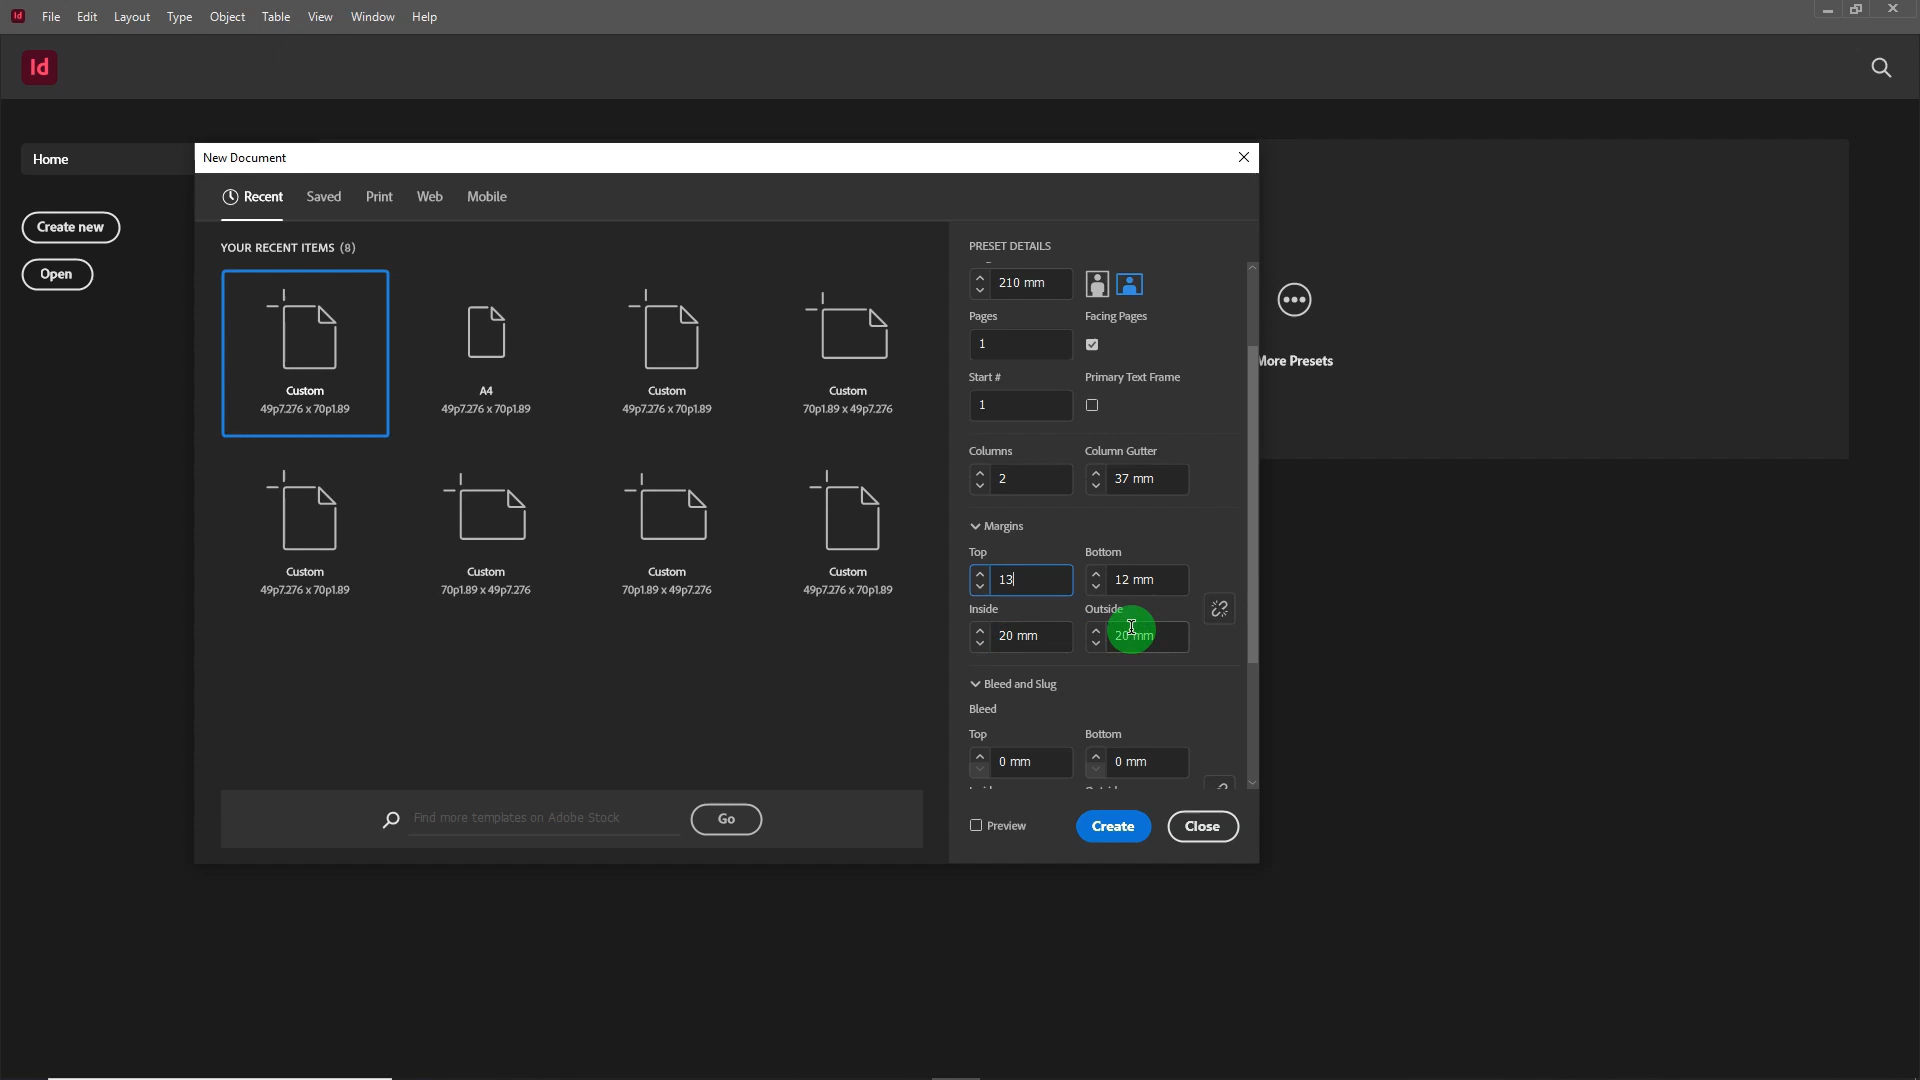 Id File Edit Layout Type Object Table View Window Help
Id
Home
Create new
Open
New Document
Recent Saved Print Web Mobile
YOUR RECENT ITEMS (8)
Custom A4 Custom Custom
49p7.276 x 70p1.89 49p7.276 x 70p1.89 49p7.276 x 70p1.89 70p1.89 x 49p7.276
Custom Custom Custom Custom
49p7.276 x 70p1.89 70p1.89 x 49p7.276 70p1.89 x 49p7.276 49p7.276 x 70p1.89
Find more templates on Adobe Stock Go
PRESET DETAILS
210 mm
Pages Facing Pages
1
Start # Primary Text Frame
1
Columns Column Gutter
2 37 mm
Margins
Top Bottom
13 12 mm
Inside Outside
20 mm 20 mm
Bleed and Slug
Bleed
Top Bottom
0 mm 0 mm
Preview Create Close
More Presets